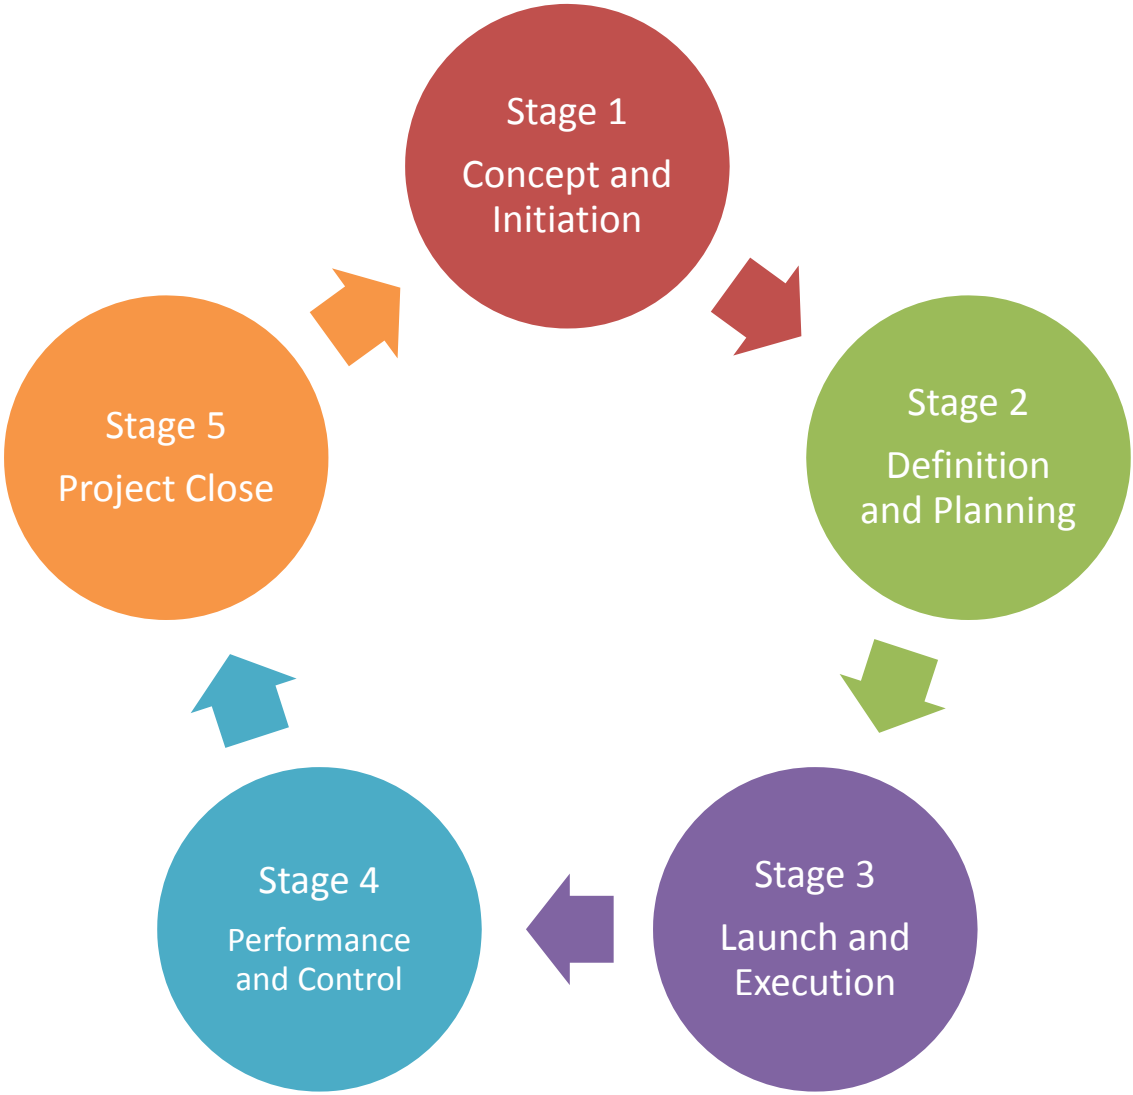 Stage 1
Concept and
Initiation
Stage 2
Definition
and Planning
Stage 3
Launch and
Execution
Stage 4
Performance
and Control
Stage 5
Project Close